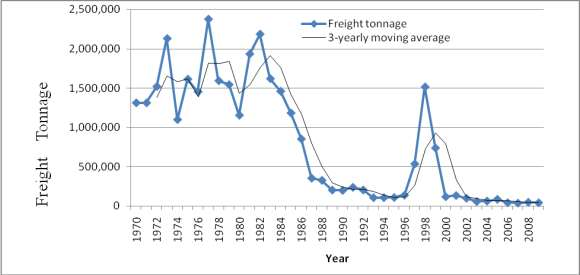 2,500,000
2,000,000
1,500,000
1,000,000
500,000
0
Freight Tonnage
Freight tonnage
3-yearly moving average
1970 1972 1974 1976 1978 1980 1982 1984 1986 1988 1990 1992 1994 1996 1998 2000 2002 2004 2006 2008
Year